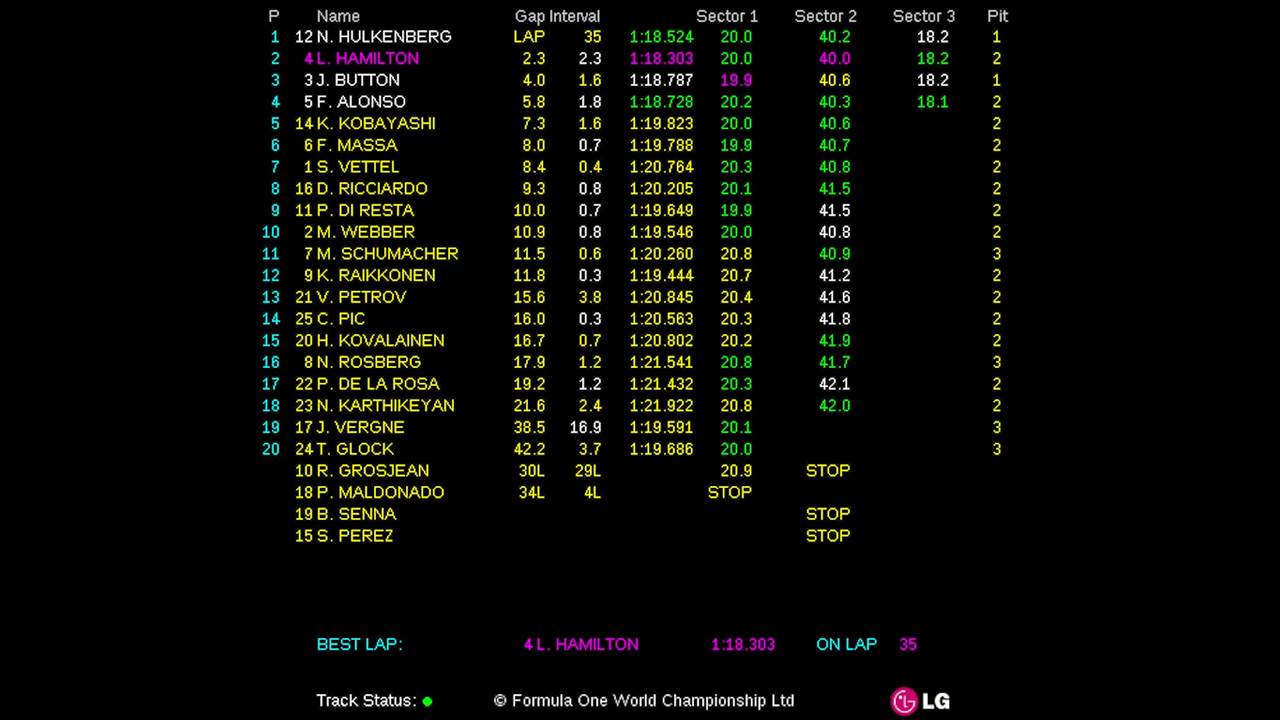 P Name Gap Interval Sector 1 Sector 2 Sector 3 Pit
1 12 N. HULKENBERG LAP 35 1:18.524 20.0 40.2 18.2 1
2 4 L. HAMILTON 2.3 2.3 1:18.303 20.0 40.0 18.2 2
3 3 J. BUTTON 4.0 1.6 1:18.787 19.9 40.6 18.2 1
4 5 F. ALONSO 5.8 1.8 1:18.728 20.2 40.3 18.1 2
5 14 K. KOBAYASHI 7.3 1.6 1:19.823 20.0 40.6 2
6 6 F. MASSA 8.0 0.7 1:19.788 19.9 40.7 2
7 1 S. VETTEL 8.4 0.4 1:20.764 20.3 40.8 2
8 16 D. RICCIARDO 9.3 0.8 1:20.205 20.1 41.5 2
9 11 P. DI RESTA 10.0 0.7 1:19.649 19.9 41.5 2
10 2 M. WEBBER 10.9 0.8 1:19.546 20.0 40.8 2
11 7 M. SCHUMACHER 11.5 0.6 1:20.260 20.8 40.9 3
12 9 K. RAIKKONEN 11.8 0.3 1:19.444 20.7 41.2 2
13 21 V. PETROV 15.6 3.8 1:20.845 20.4 41.6 2
14 25 C. PIC 16.0 0.3 1:20.563 20.3 41.8 2
15 20 H. KOVALAINEN 16.7 0.7 1:20.802 20.2 41.9 2
16 8 N. ROSBERG 17.9 1.2 1:21.541 20.8 41.7 3
17 22 P. DE LA ROSA 19.2 1.2 1:21.432 20.3 42.1 2
18 23 N. KARTHIKEYAN 21.6 2.4 1:21.922 20.8 42.0 2
19 17 J. VERGNE 38.5 16.9 1:19.591 20.1 3
20 24 T. GLOCK 42.2 3.7 1:19.686 20.0 3
10 R. GROSJEAN 30L 29L 20.9 STOP
18 P. MALDONADO 34L 4L STOP
19 B. SENNA STOP
15 S. PEREZ STOP
BEST LAP: 4 L. HAMILTON 1:18.303 ON LAP 35
Track Status: © Formula One World Championship Ltd LG